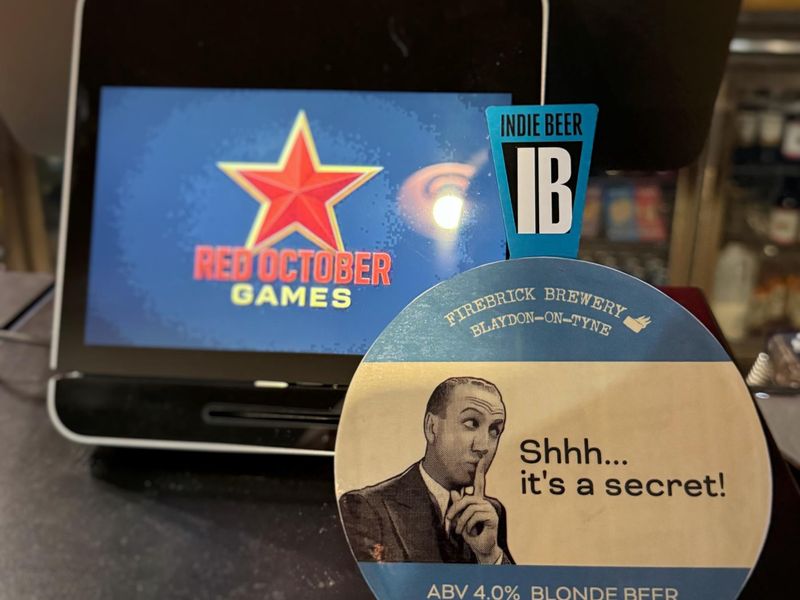 RED OCTOBER
GAMES
INDIE BEER
IB
FIREBRICK BREWERY
BLAYDON-ON-TYNE
Shhh...
it's a secret!
ABV 4.0% BLONDE BEER